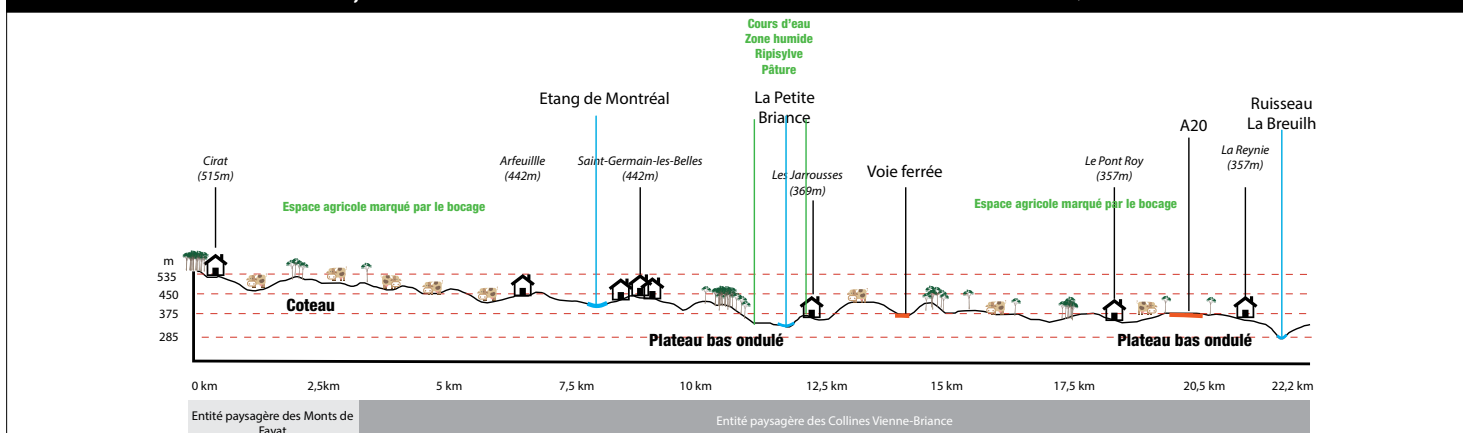 Cours d'eau
Zone humide
Ripisylve
Pâture
Etang de Montréal
La Petite
Briance
Ruisseau
La Breuilh
A20
Cirat
(515m)
Arfeuillle
(442m)
Saint-Germain-les-Belles
(442m)
Les Jarrousses
(369m)
Voie ferrée
Le Pont Roy
(357m)
La Reynie
(357m)
Espace agricole marqué par le bocage
Espace agricole marqué par le bocage
m
535
450
375
285
Coteau
Plateau bas ondulé
Plateau bas ondulé
0 km
2,5km
5 km
7,5 km
10 km
12,5 km
15 km
17,5 km
20,5 km
22,2 km
Entité paysagère des Monts de
Fayat
Entité paysagère des Collines Vienne-Briance